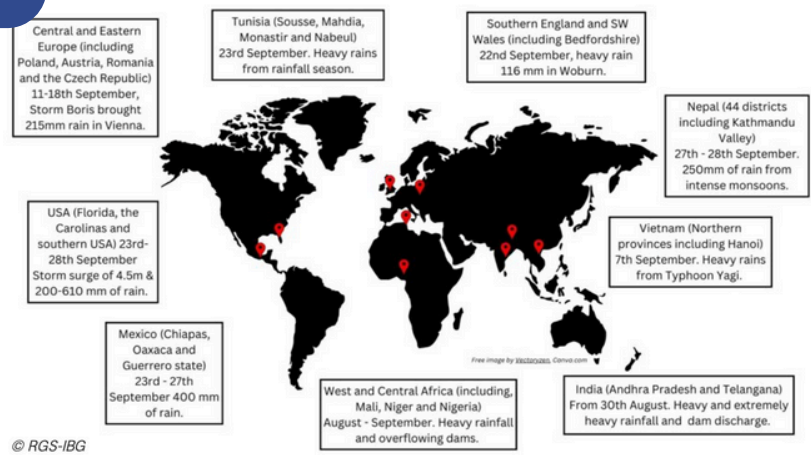 Central and Eastern
Europe (including
Poland, Austria, Romania
and the Czech Republic)
11-18th September,
Storm Boris brought
215mm rain in Vienna.
Tunisia (Sousse, Mahdia,
Monastir and Nabeul)
23rd September. Heavy rains
from rainfall season.
Southern England and SW
Wales (including Bedfordshire)
22nd September, heavy rain
116 mm in Woburn.
Nepal (44 districts
including Kathmandu
Valley)
27th - 28th September.
250mm of rain from
intense monsoons.
USA (Florida, the
Carolinas and
southern USA) 23rd-
28th September
Storm surge of 4.5m &
200-610 mm of rain.
Vietnam (Northern
provinces including Hanoi)
7th September. Heavy rains
from Typhoon Yagi.
Mexico (Chiapas,
Oaxaca and
Guerrero state)
23rd - 27th
September 400 mm
of rain.
Free image by Vectoryzen, Canva.com
West and Central Africa (including,
Mali, Niger and Nigeria)
August - September. Heavy rainfall
and overflowing dams.
India (Andhra Pradesh and Telangana)
From 30th August. Heavy and extremely
heavy rainfall and dam discharge.
© RGS-IBG